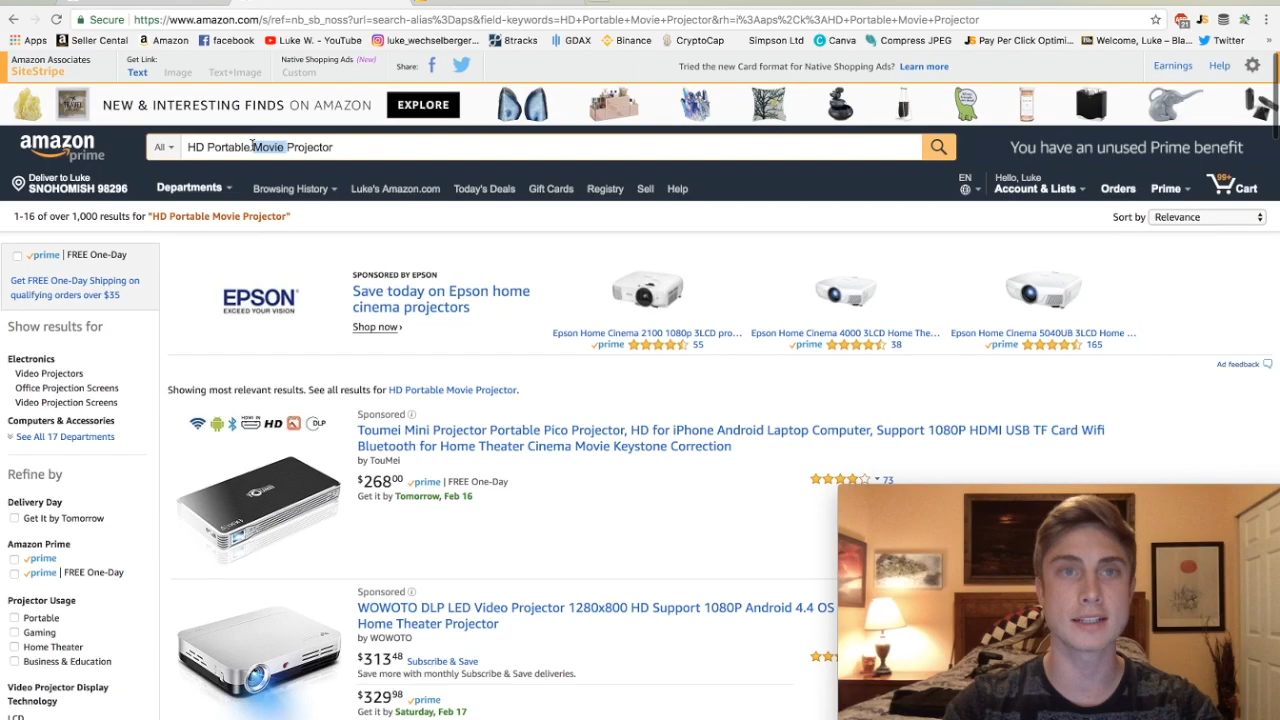 Secure
https://www.amazon.com/s/ref=nb_sb_noss?url=search-alias%3Daps&field-keywords=HD+Portable+Movie+Projector&rh=i%3Aaps%2Ck%3AHD+Portable+Movie+Projector
Apps Seller Cental Amazon facebook Luke W. - YouTube luke_wechselberger... 8tracks GDAX Binance CryptoCap Simpson Ltd Canva Compress JPEG Pay Per Click Optimi... Welcome, Luke – Bla... Twitter »
Amazon Associates
SiteStripe
Get Link:
Text Image Text+Image
Native Shopping Ads (New)
Custom
Share:
Tried the new Card format for Native Shopping Ads? Learn more
Earnings Help
NEW & INTERESTING FINDS ON AMAZON EXPLORE
amazon
prime
All HD Portable Movie Projector
You have an unused Prime benefit
Deliver to Luke
SNOHOMISH 98296
Departments Browsing History Luke's Amazon.com Today's Deals Gift Cards Registry Sell Help
EN
Hello, Luke
Account & Lists Orders Prime 99+ Cart
1-16 of over 1,000 results for "HD Portable Movie Projector"
Sort by Relevance
prime | FREE One-Day
Get FREE One-Day Shipping on
qualifying orders over $35
Show results for
Electronics
Video Projectors
Office Projection Screens
Video Projection Screens
Computers & Accessories
See All 17 Departments
Refine by
Delivery Day
Get It by Tomorrow
Amazon Prime
prime
prime | FREE One-Day
Projector Usage
Portable
Gaming
Home Theater
Business & Education
Video Projector Display
Technology
LCD
EPSON
EXCEED YOUR VISION
SPONSORED BY EPSON
Save today on Epson home
cinema projectors
Shop now ›
Epson Home Cinema 2100 1080p 3LCD pro...
prime 55
Epson Home Cinema 4000 3LCD Home The...
prime 38
Epson Home Cinema 5040UB 3LCD Home ...
prime 165
Ad feedback
Showing most relevant results. See all results for HD Portable Movie Projector.
HD DLP
Sponsored
Toumei Mini Projector Portable Pico Projector, HD for iPhone Android Laptop Computer, Support 1080P HDMI USB TF Card Wifi
Bluetooth for Home Theater Cinema Movie Keystone Correction
by TouMei
$268 00 prime | FREE One-Day
Get it by Tomorrow, Feb 16
73
Sponsored
WOWOTO DLP LED Video Projector 1280x800 HD Support 1080P Android 4.4 OS
Home Theater Projector
by WOWOTO
$313 48 Subscribe & Save
Save more with monthly Subscribe & Save deliveries.
$329 98 prime
Get it by Saturday, Feb 17